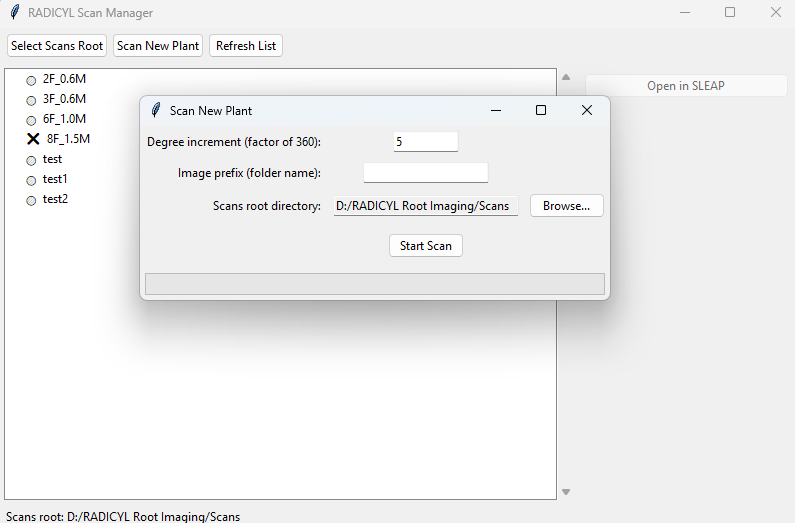 RADICYL Scan Manager
Select Scans Root Scan New Plant Refresh List
2F_0.6M
3F_0.6M
6F_1.0M
8F_1.5M
test
test1
test2
Open in SLEAP
Scan New Plant
Degree increment (factor of 360): 5
Image prefix (folder name):
Scans root directory: D:/RADICYL Root Imaging/Scans Browse...
Start Scan
Scans root: D:/RADICYL Root Imaging/Scans